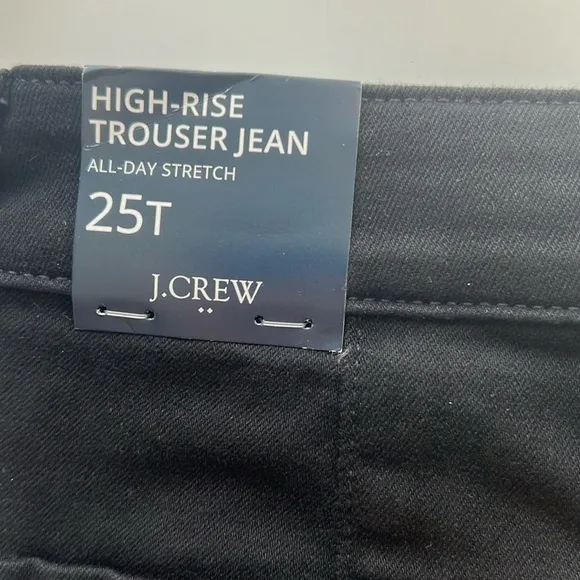 HIGH-RISE
TROUSER JEAN
ALL-DAY STRETCH
25T
J.CREW